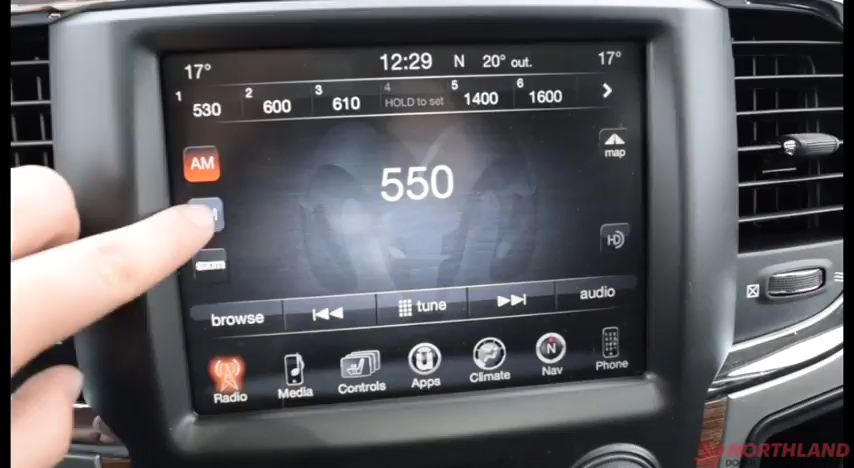 17° 12:29 N 20° out. 17°
1 530 2 600 3 610 4 HOLD to set 5 1400 6 1600
AM
map
550
M
HD
browse tune audio
Radio Media Controls Apps Climate N Nav Phone
NORTHLAND